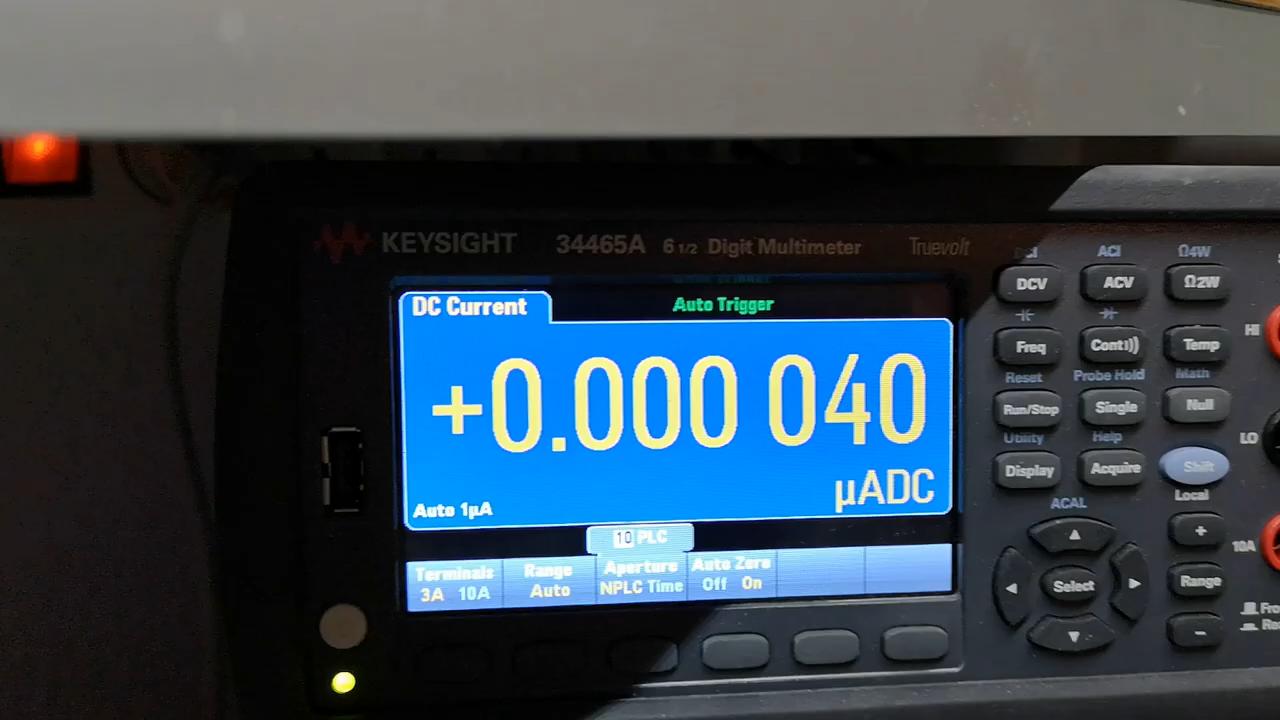 KEYSIGHT 34465A 6 1/2 Digit Multimeter Truevolt
DC Current
Auto Trigger
+0.000 040
µADC
Auto 1µA
10 PLC
Terminals Range Aperture Auto Zero
3A 10A Auto NPLC Time Off On
ACI Ω4W
DCV ACV Ω2W
HI
Freq Cont Temp
Reset Probe Hold Math
Run/Stop Single Null
Utility Help
LO
Display Acquire Shift
ACAL Local
+
10A
Select Range
Fro
Re
-